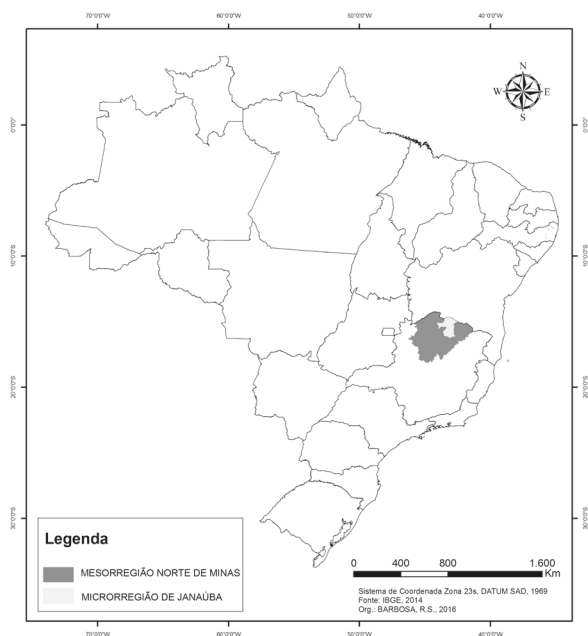 70°0'0"O 60°0'0"O 50°0'0"O 40°0'0"O
N
W E
S
0°0'0" 0°0'0"
10°0'0"S 10°0'0"S
20°0'0"S 20°0'0"S
30°0'0"S 30°0'0"S
Legenda
MESORREGIÃO NORTE DE MINAS
MICRORREGIÃO DE JANAÚBA
0 400 800 1.600
Km
Sistema de Coordenada Zona 23s, DATUM SAD, 1969
Fonte: IBGE, 2014
Org.: BARBOSA, R.S., 2016
70°0'0"O 60°0'0"O 50°0'0"O 40°0'0"O